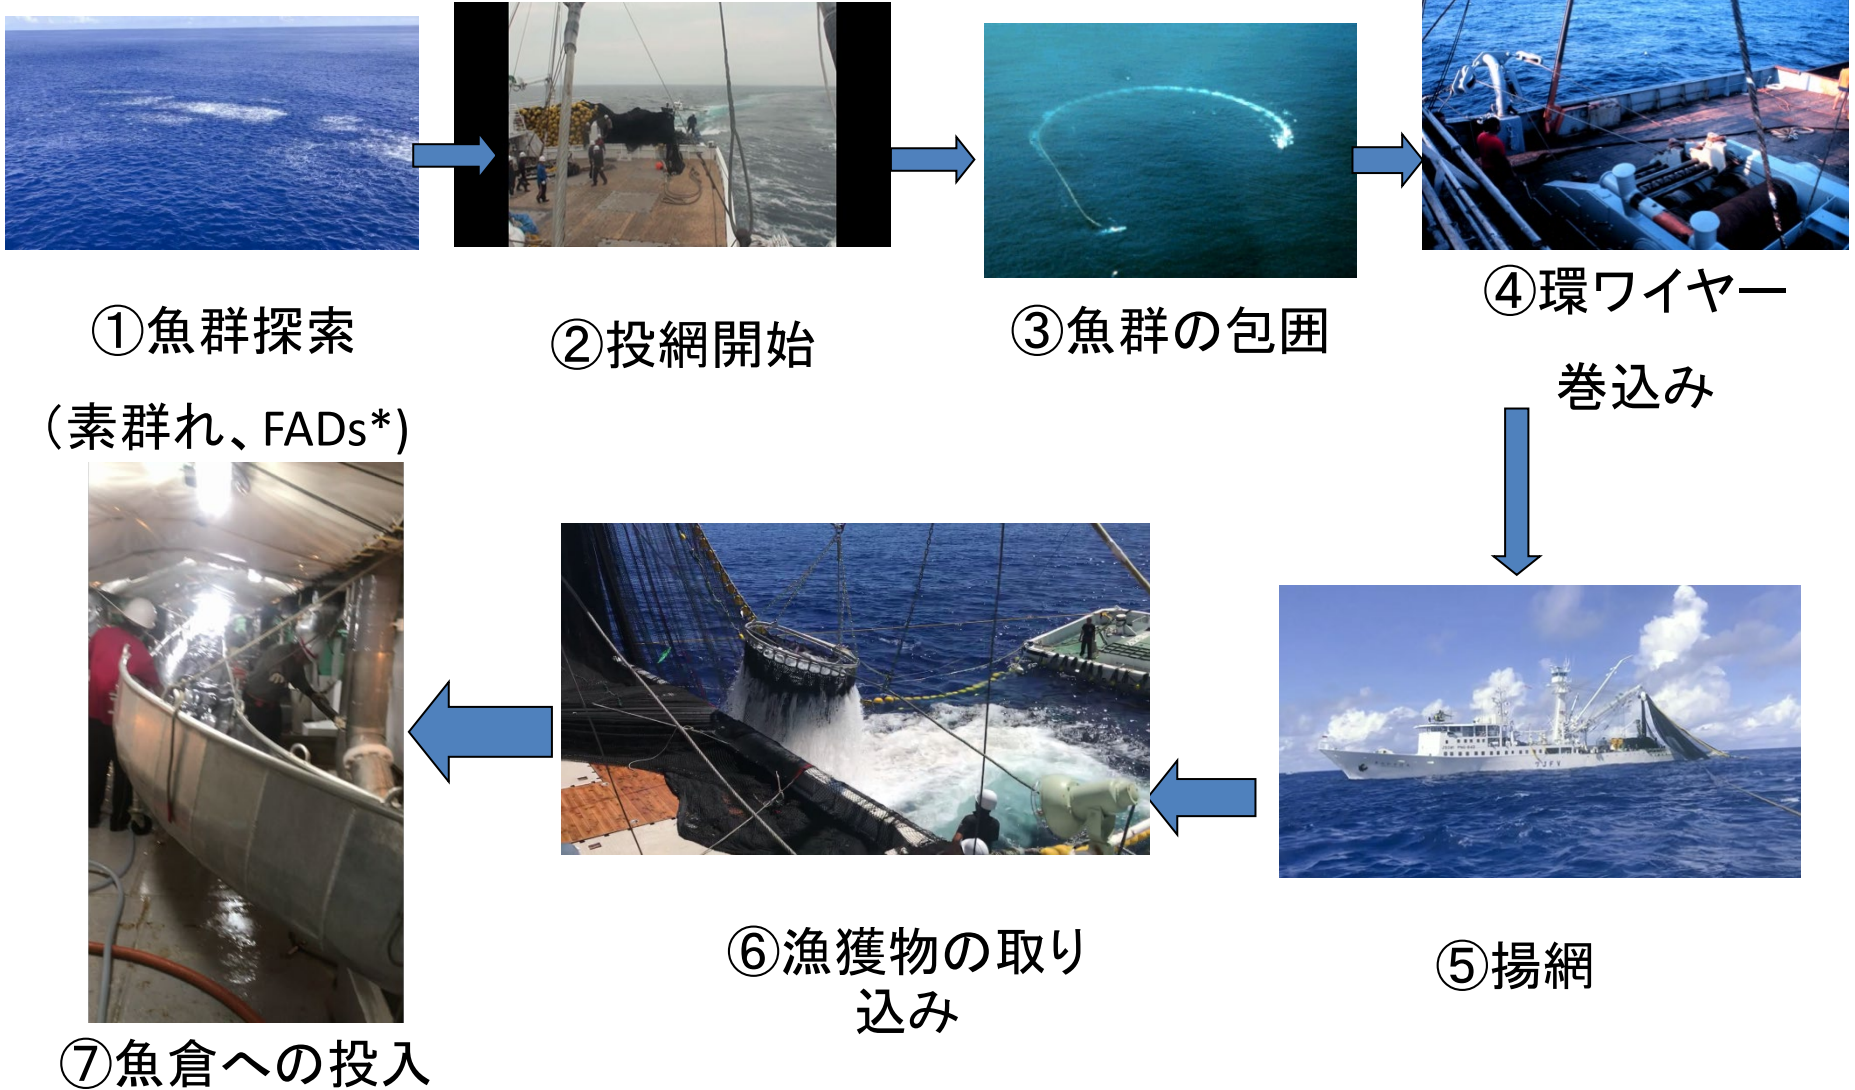 ①魚群探索
（素群れ、FADs*)
②投網開始
③魚群の包囲
④環ワイヤー
巻込み
⑤揚網
⑥漁獲物の取り
込み
⑦魚倉への投入